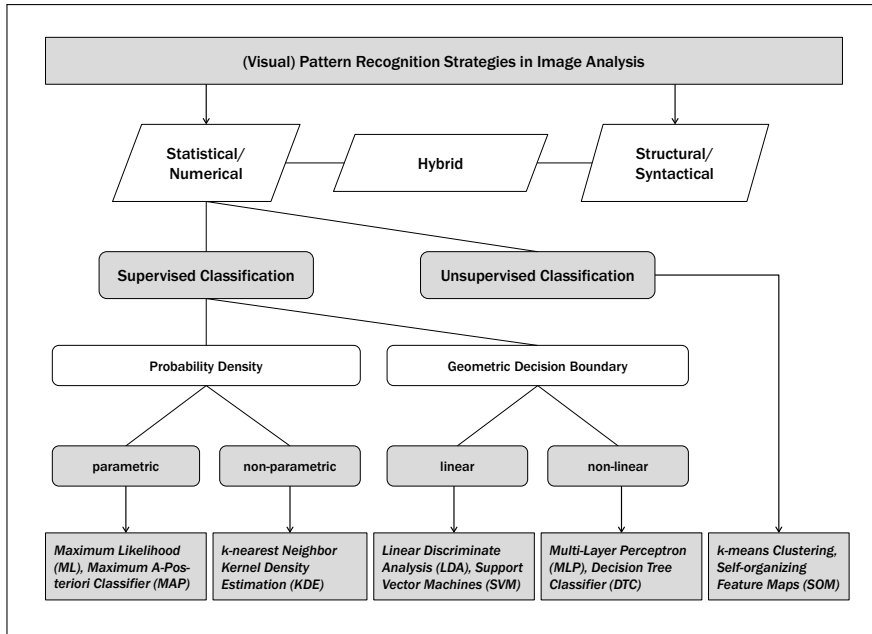 (Visual) Pattern Recognition Strategies in Image Analysis
Statistical/
Numerical
Hybrid
Structural/
Syntactical
Supervised Classification
Unsupervised Classification
Probability Density
Geometric Decision Boundary
parametric
non-parametric
linear
non-linear
Maximum Likelihood
(ML), Maximum A-Pos-
teriori Classifier (MAP)
k-nearest Neighbor
Kernel Density
Estimation (KDE)
Linear Discriminate
Analysis (LDA), Support
Vector Machines (SVM)
Multi-Layer Perceptron
(MLP), Decision Tree
Classifier (DTC)
k-means Clustering,
Self-organizing
Feature Maps (SOM)